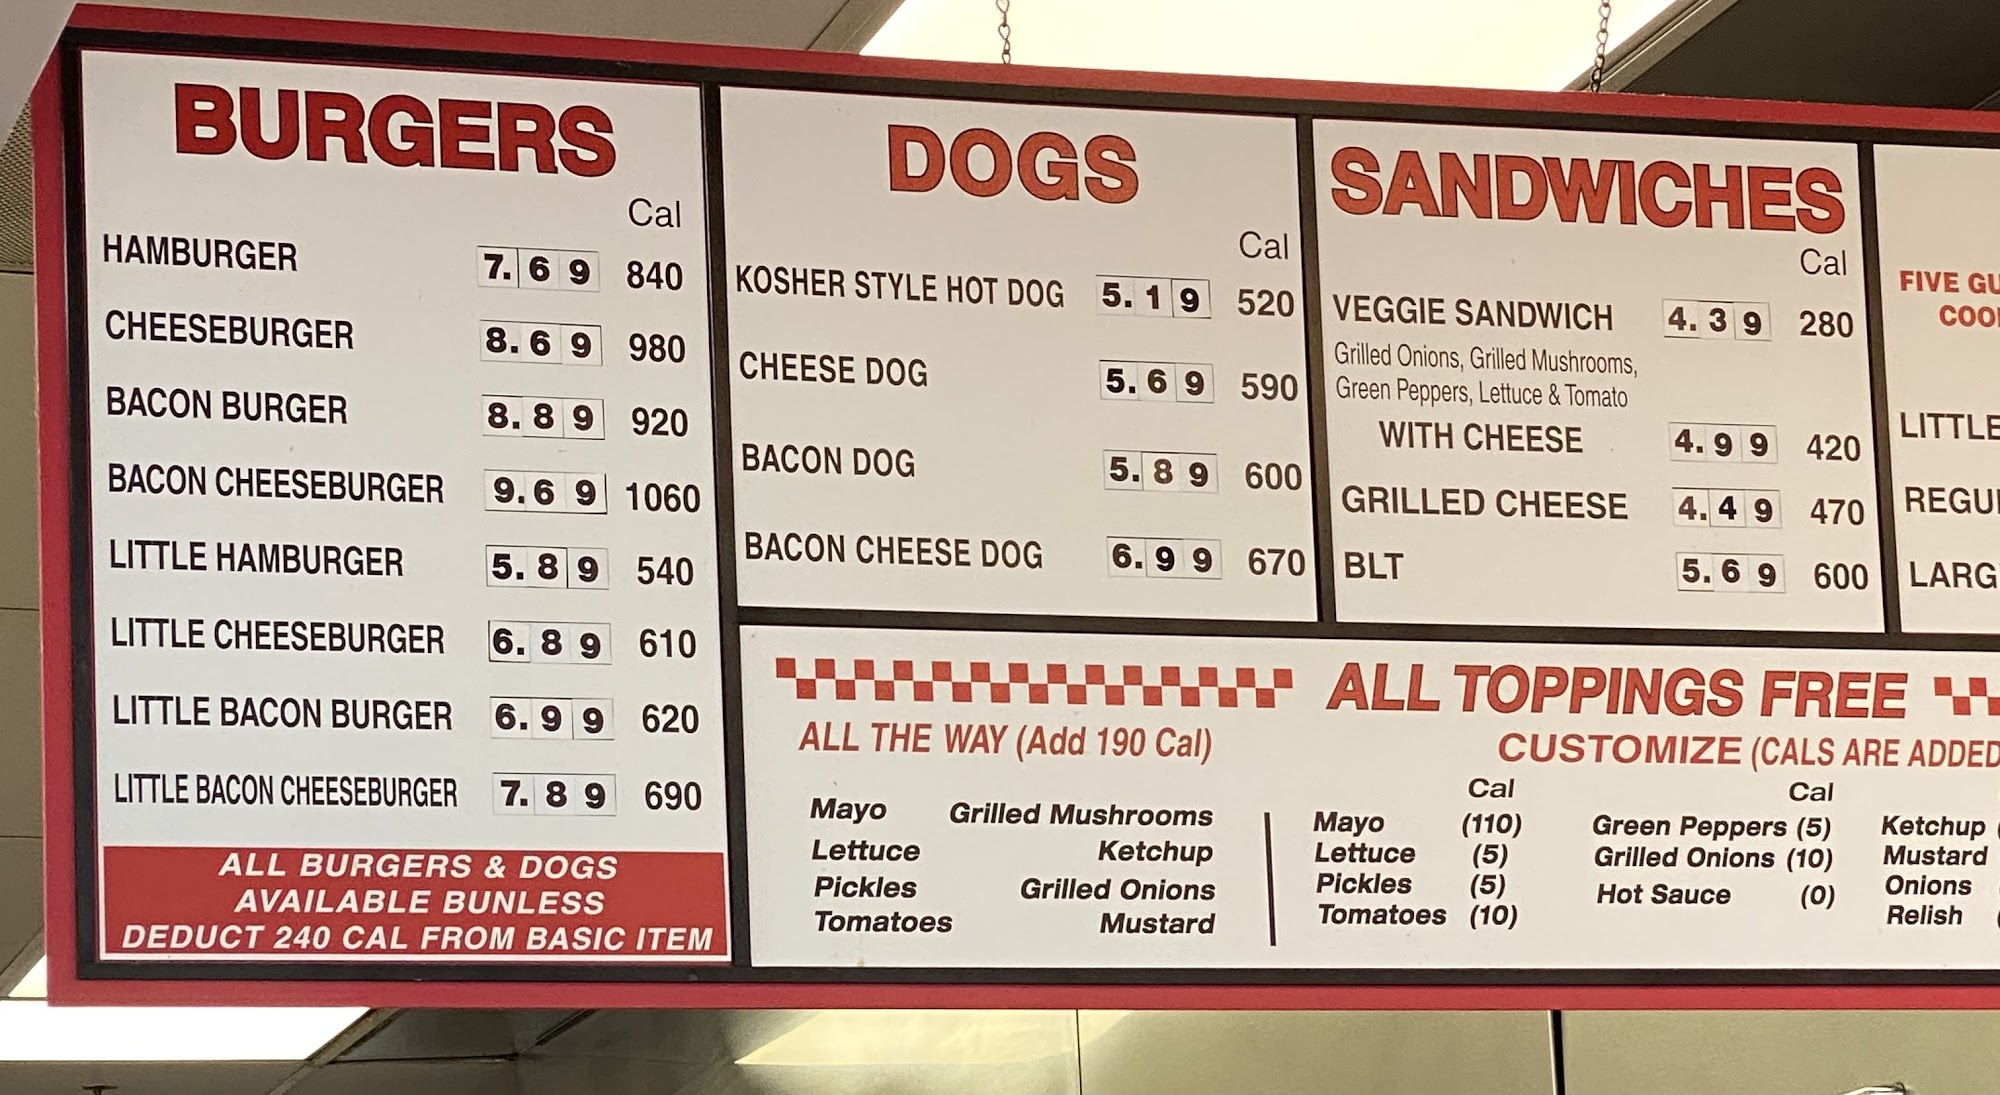 BURGERS
Cal
HAMBURGER 7.69 840
CHEESEBURGER 8.69 980
BACON BURGER 8.89 920
BACON CHEESEBURGER 9.69 1060
LITTLE HAMBURGER 5.89 540
LITTLE CHEESEBURGER 6.89 610
LITTLE BACON BURGER 6.99 620
LITTLE BACON CHEESEBURGER 7.89 690
ALL BURGERS & DOGS
AVAILABLE BUNLESS
DEDUCT 240 CAL FROM BASIC ITEM
DOGS
Cal
KOSHER STYLE HOT DOG 5.19 520
CHEESE DOG 5.69 590
BACON DOG 5.89 600
BACON CHEESE DOG 6.99 670
SANDWICHES
Cal
VEGGIE SANDWICH 4.39 280
Grilled Onions, Grilled Mushrooms,
Green Peppers, Lettuce & Tomato
WITH CHEESE 4.99 420
GRILLED CHEESE 4.49 470
BLT 5.69 600
FIVE
LITTLE
ALL TOPPINGS FREE
ALL THE WAY (Add 190 Cal)
Mayo Grilled Mushrooms
Lettuce Ketchup
Pickles Grilled Onions
Tomatoes Mustard
CUSTOMIZE (CALS ARE ADDED
Cal Cal
Mayo (110) Green Peppers (5) Ketchup
Lettuce (5) Grilled Onions (10) Mustard
Pickles (5) Hot Sauce (0) Onions
Tomatoes (10) Relish